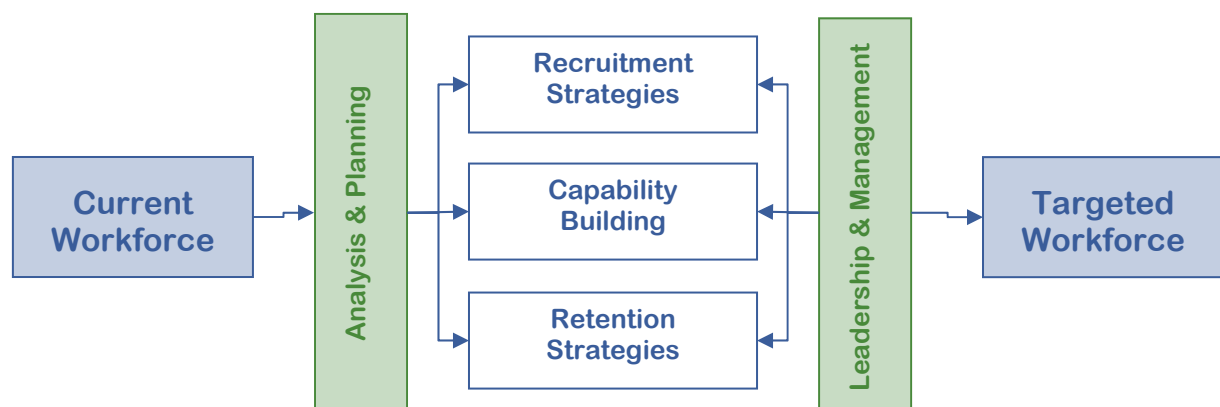 Current
Workforce
Analysis & Planning
Recruitment
Strategies
Capability
Building
Retention
Strategies
Leadership & Management
Targeted
Workforce